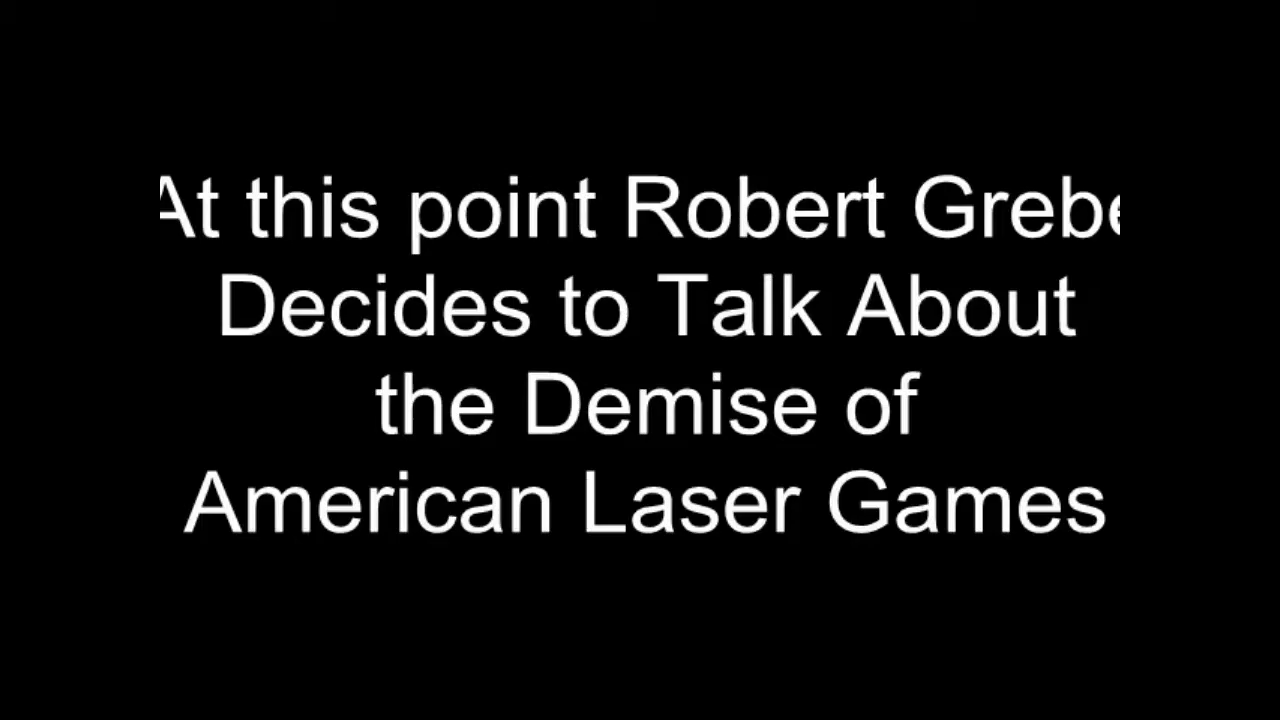 At this point Robert Grebe
Decides to Talk About
the Demise of
American Laser Games